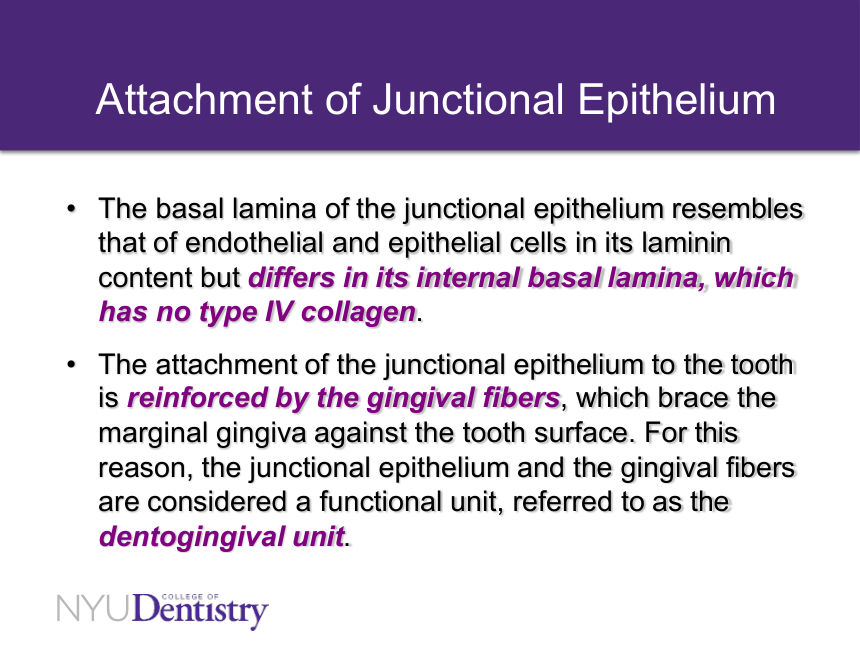 Attachment of Junctional Epithelium
• The basal lamina of the junctional epithelium resembles
that of endothelial and epithelial cells in its laminin
content but differs in its internal basal lamina, which
has no type IV collagen.
• The attachment of the junctional epithelium to the tooth
is reinforced by the gingival fibers, which brace the
marginal gingiva against the tooth surface. For this
reason, the junctional epithelium and the gingival fibers
are considered a functional unit, referred to as the
dentogingival unit.
COLLEGE OF
NYU Dentistry